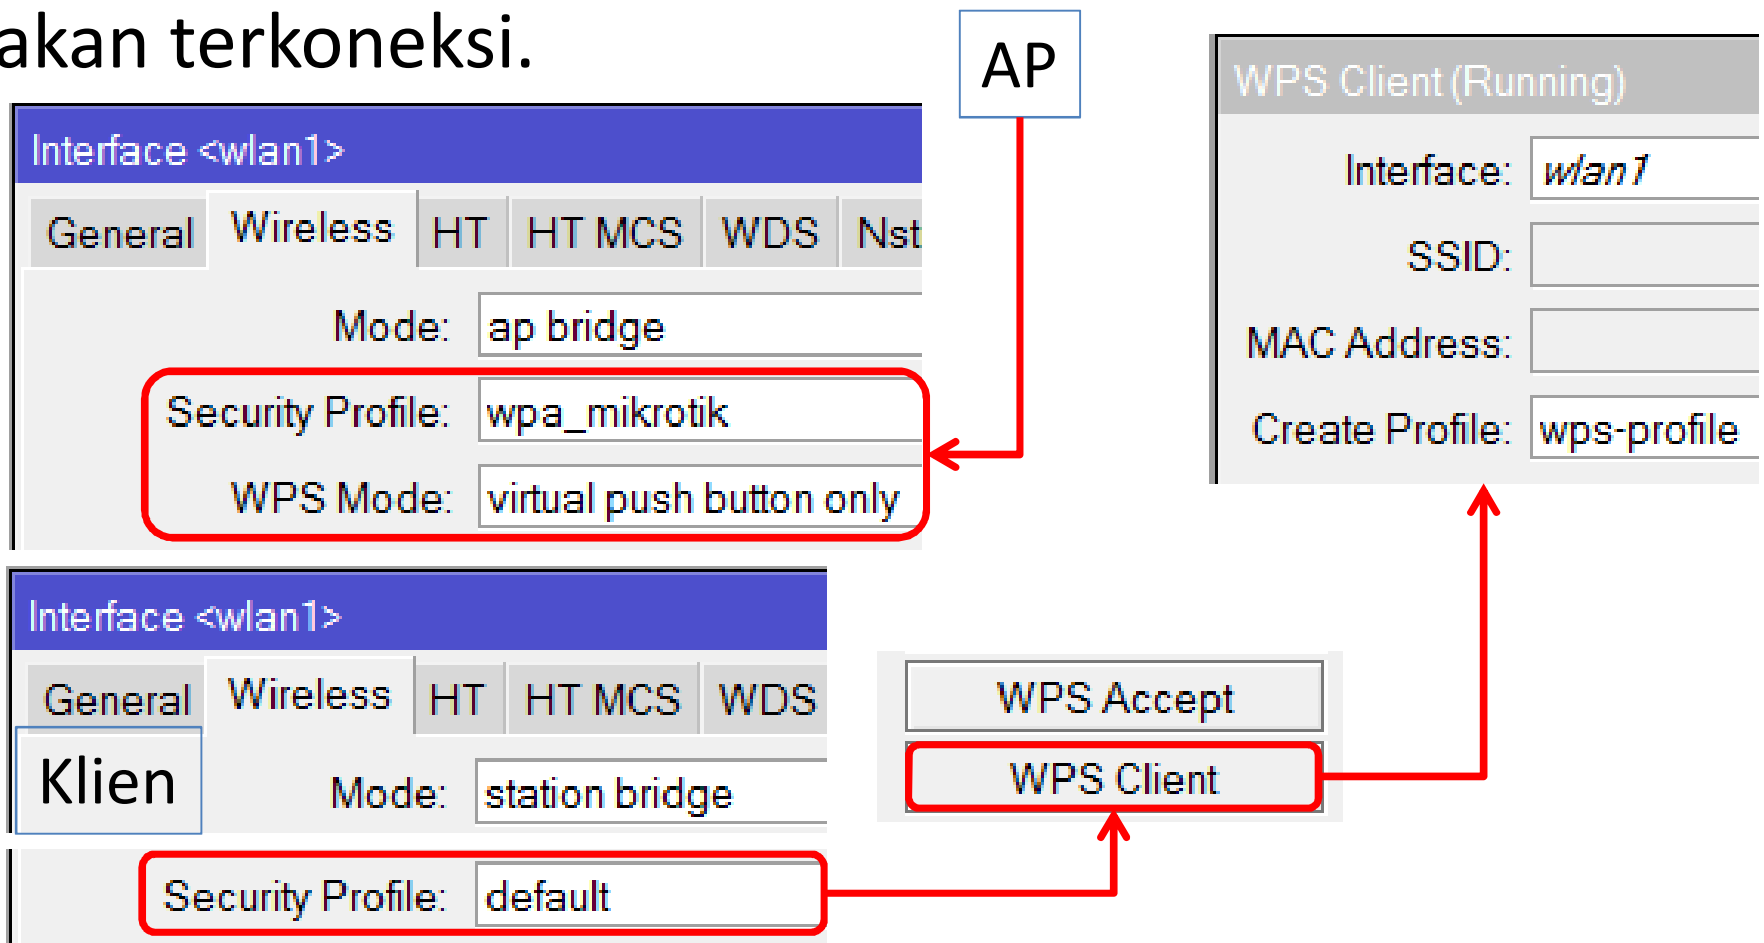 akan terkoneksi.
AP
Interface <wlan1>
General Wireless HT HT MCS WDS Nst
Mode: ap bridge
Security Profile: wpa_mikrotik
WPS Mode: virtual push button only
WPS Client (Running)
Interface: wlan1
SSID:
MAC Address:
Create Profile: wps-profile
Interface <wlan1>
General Wireless HT HT MCS WDS
Klien
Mode: station bridge
Security Profile: default
WPS Accept
WPS Client